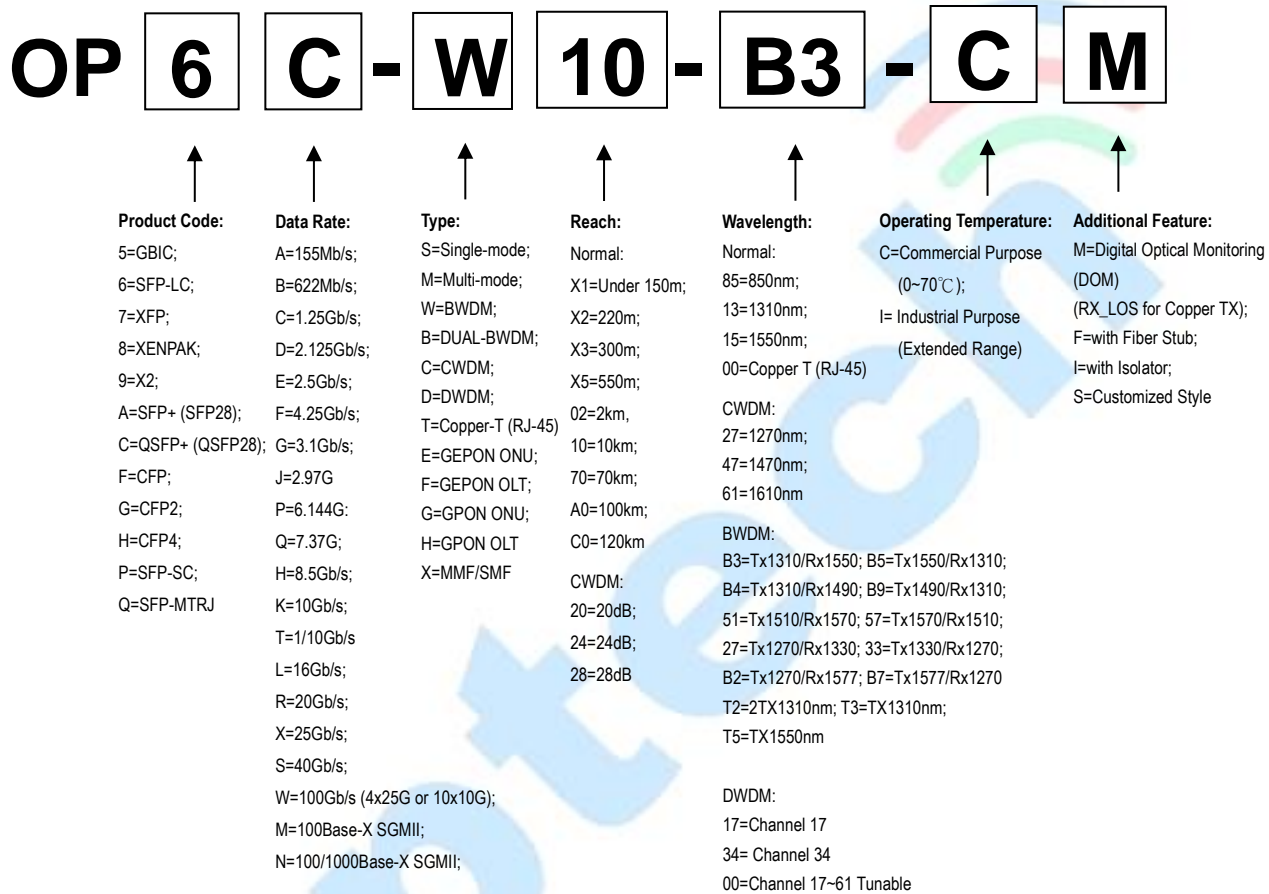 OP 6 C - W 10 - B3 - C M
Product Code:
5=GBIC;
6=SFP-LC;
7=XFP;
8=XENPAK;
9=X2;
A=SFP+ (SFP28);
C=QSFP+ (QSFP28);
F=CFP;
G=CFP2;
H=CFP4;
P=SFP-SC;
Q=SFP-MTRJ
Data Rate:
A=155Mb/s;
B=622Mb/s;
C=1.25Gb/s;
D=2.125Gb/s;
E=2.5Gb/s;
F=4.25Gb/s;
G=3.1Gb/s;
J=2.97G
P=6.144G:
Q=7.37G;
H=8.5Gb/s;
K=10Gb/s;
T=1/10Gb/s
L=16Gb/s;
R=20Gb/s;
X=25Gb/s;
S=40Gb/s;
W=100Gb/s (4x25G or 10x10G);
M=100Base-X SGMII;
N=100/1000Base-X SGMII;
Type:
S=Single-mode;
M=Multi-mode;
W=BWDM;
B=DUAL-BWDM;
C=CWDM;
D=DWDM;
T=Copper-T (RJ-45)
E=GEPON ONU;
F=GEPON OLT;
G=GPON ONU;
H=GPON OLT
X=MMF/SMF
Reach:
Normal:
X1=Under 150m;
X2=220m;
X3=300m;
X5=550m;
02=2km,
10=10km;
70=70km;
A0=100km;
C0=120km
CWDM:
20=20dB;
24=24dB;
28=28dB
Wavelength:
Normal:
85=850nm;
13=1310nm;
15=1550nm;
00=Copper T (RJ-45)
CWDM:
27=1270nm;
47=1470nm;
61=1610nm
BWDM:
B3=Tx1310/Rx1550; B5=Tx1550/Rx1310;
B4=Tx1310/Rx1490; B9=Tx1490/Rx1310;
51=Tx1510/Rx1570; 57=Tx1570/Rx1510;
27=Tx1270/Rx1330; 33=Tx1330/Rx1270;
B2=Tx1270/Rx1577; B7=Tx1577/Rx1270
T2=2TX1310nm; T3=TX1310nm;
T5=TX1550nm
DWDM:
17=Channel 17
34= Channel 34
00=Channel 17~61 Tunable
Operating Temperature:
C=Commercial Purpose
(0~70℃);
I= Industrial Purpose
(Extended Range)
Additional Feature:
M=Digital Optical Monitoring
(DOM)
(RX_LOS for Copper TX);
F=with Fiber Stub;
I=with Isolator;
S=Customized Style
ptech